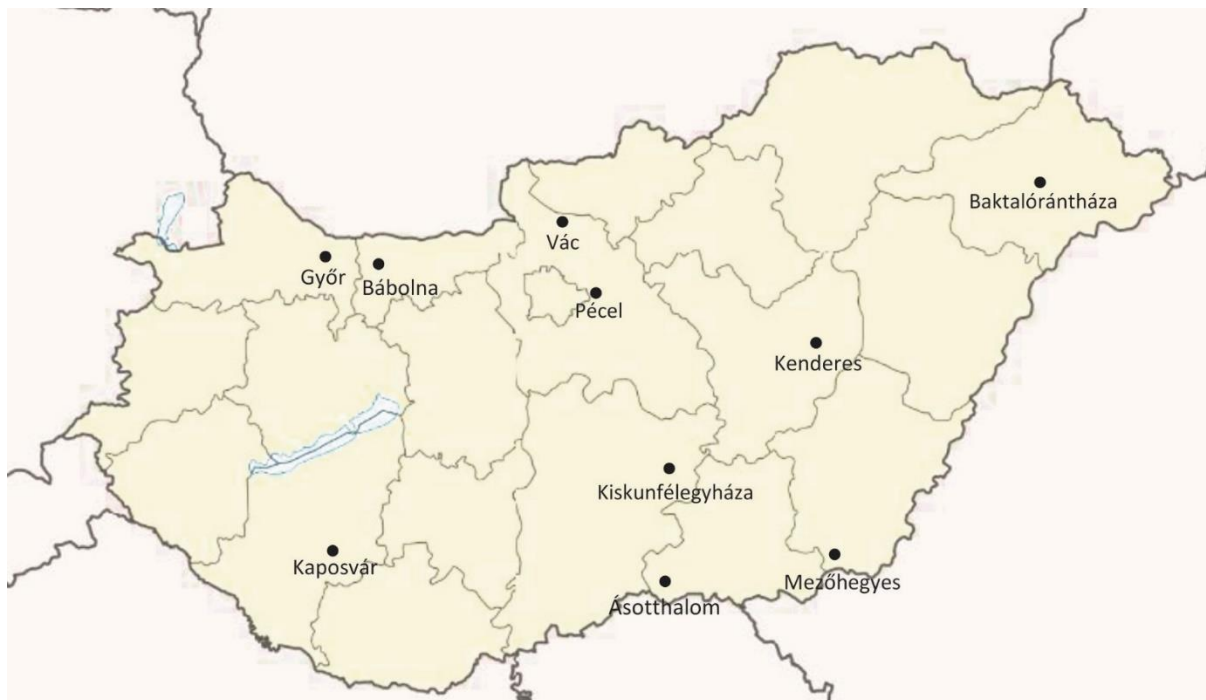 Baktalórántháza
Vác
Győr
Bábolna
Pécel
Kenderes
Kiskunfélegyháza
Kaposvár
Mezőhegyes
Ásotthalom